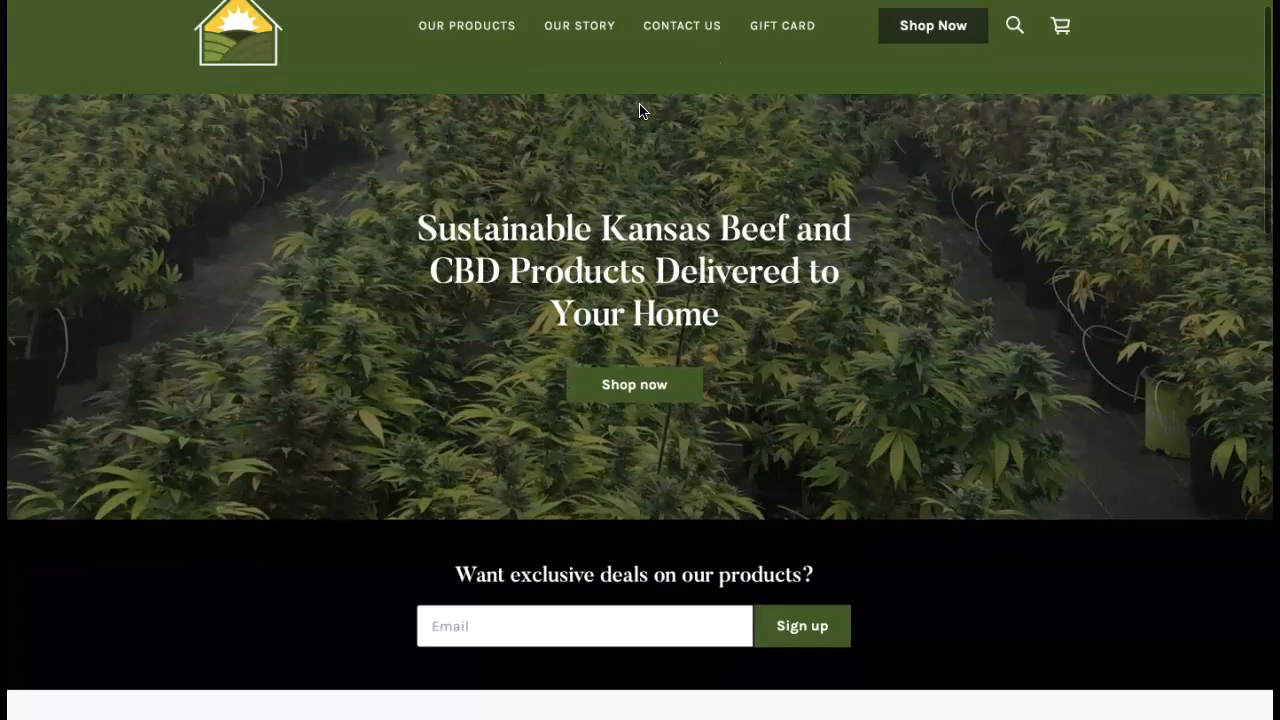 OUR PRODUCTS OUR STORY CONTACT US GIFT CARD Shop Now
Sustainable Kansas Beef and
CBD Products Delivered to
Your Home
Shop now
Want exclusive deals on our products?
Email Sign up